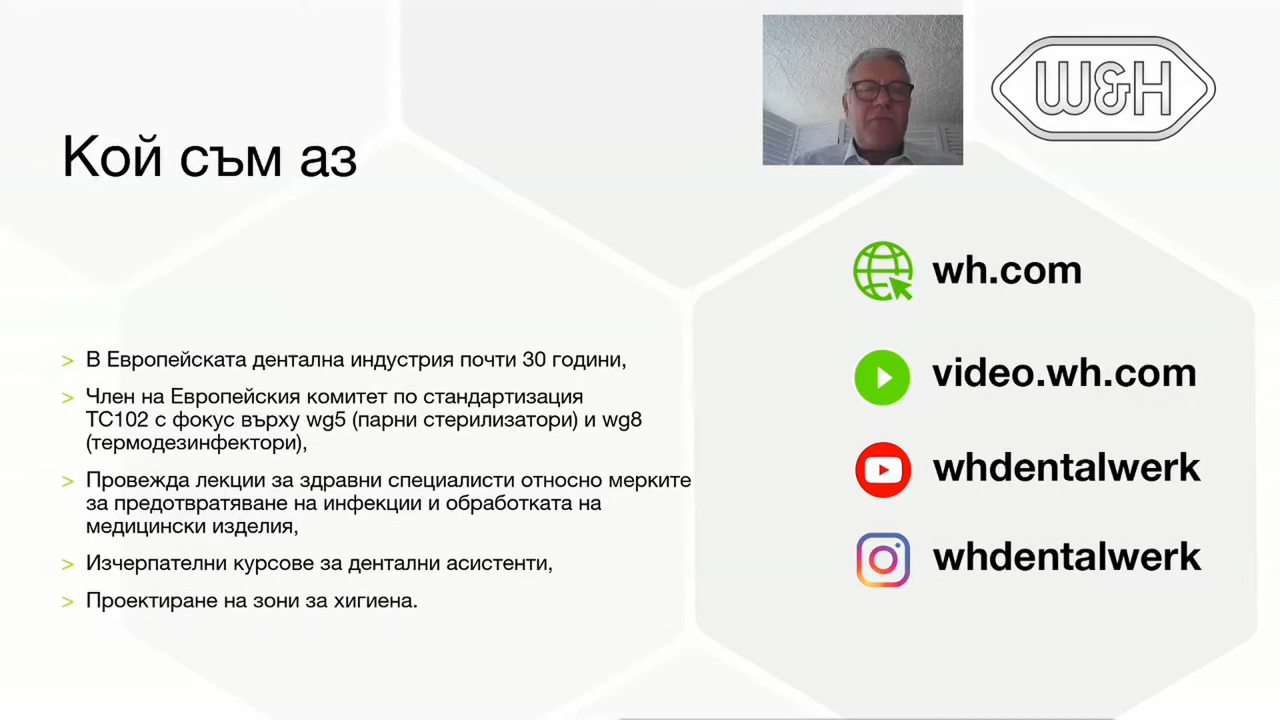 W&H
Кой съм аз
> В Европейската дентална индустрия почти 30 години,
> Член на Европейския комитет по стандартизация
ТС102 с фокус върху wg5 (парни стерилизатори) и wg8
(термодезинфектори),
> Провежда лекции за здравни специалисти относно мерките
за предотвратяване на инфекции и обработката на
медицински изделия,
> Изчерпателни курсове за дентални асистенти,
> Проектиране на зони за хигиена.
wh.com
video.wh.com
whdentalwerk
whdentalwerk